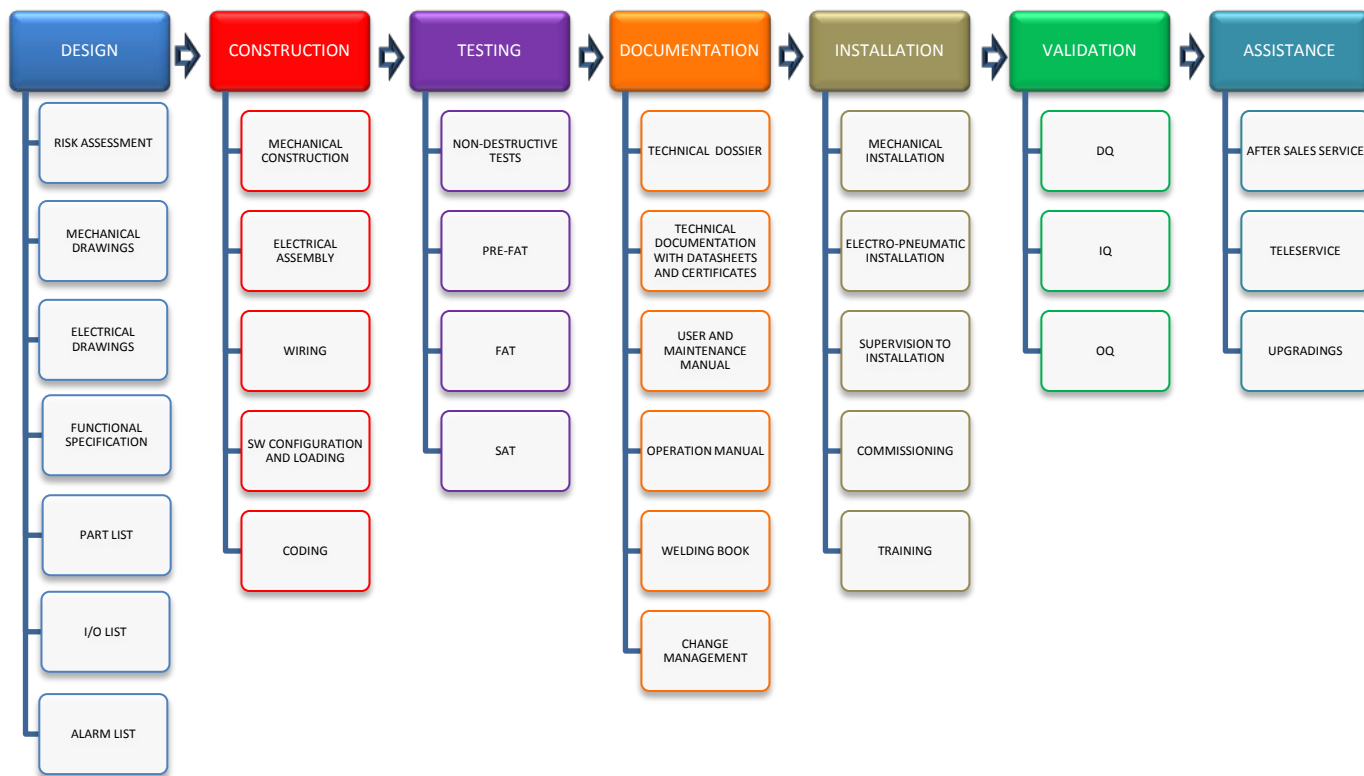 DESIGN
RISK ASSESSMENT
MECHANICAL
DRAWINGS
ELECTRICAL
DRAWINGS
FUNCTIONAL
SPECIFICATION
PART LIST
I/O LIST
ALARM LIST
CONSTRUCTION
MECHANICAL
CONSTRUCTION
ELECTRICAL
ASSEMBLY
WIRING
SW CONFIGURATION
AND LOADING
CODING
TESTING
NON-DESTRUCTIVE
TESTS
PRE-FAT
FAT
SAT
DOCUMENTATION
TECHNICAL DOSSIER
TECHNICAL
DOCUMENTATION
WITH DATASHEETS
AND CERTIFICATES
USER AND
MAINTENANCE
MANUAL
OPERATION MANUAL
WELDING BOOK
CHANGE
MANAGEMENT
INSTALLATION
MECHANICAL
INSTALLATION
ELECTRO-PNEUMATIC
INSTALLATION
SUPERVISION TO
INSTALLATION
COMMISSIONING
TRAINING
VALIDATION
DQ
IQ
OQ
ASSISTANCE
AFTER SALES SERVICE
TELESERVICE
UPGRADINGS